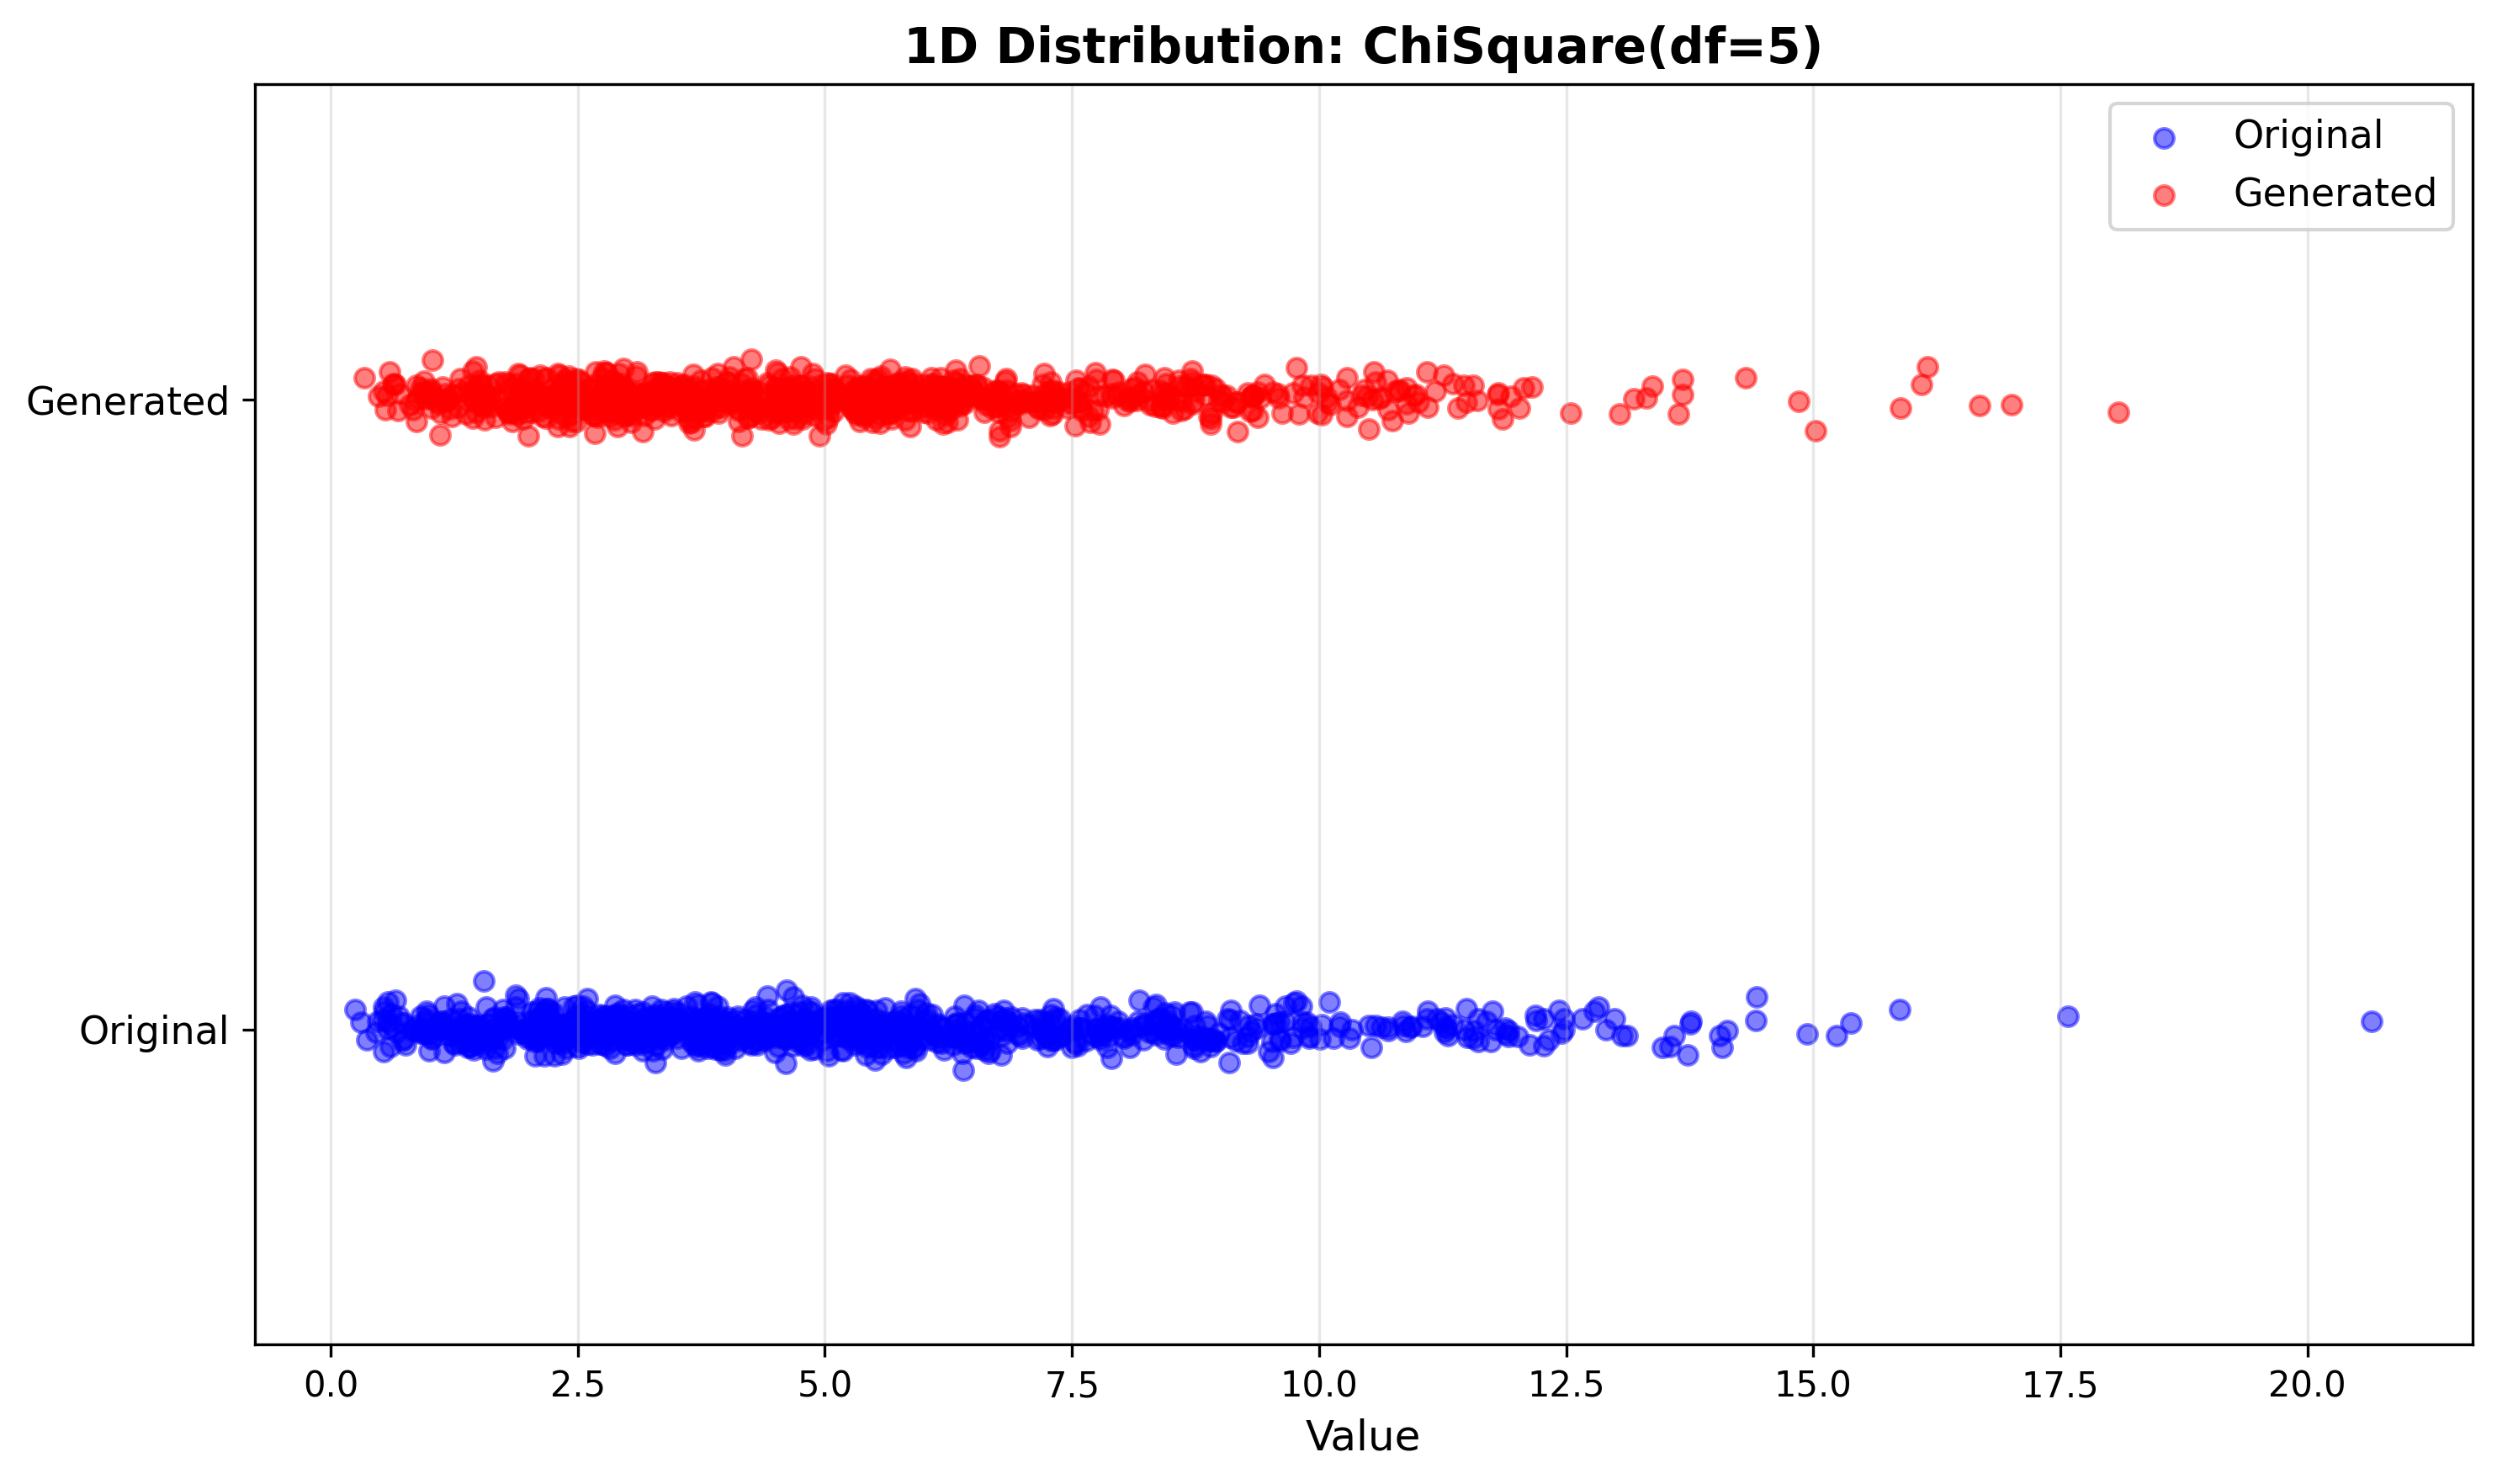 1D Distribution: ChiSquare(df=5)
Original
Generated
Generated
Original
0.0 2.5 5.0 7.5 10.0 12.5 15.0 17.5 20.0
Value